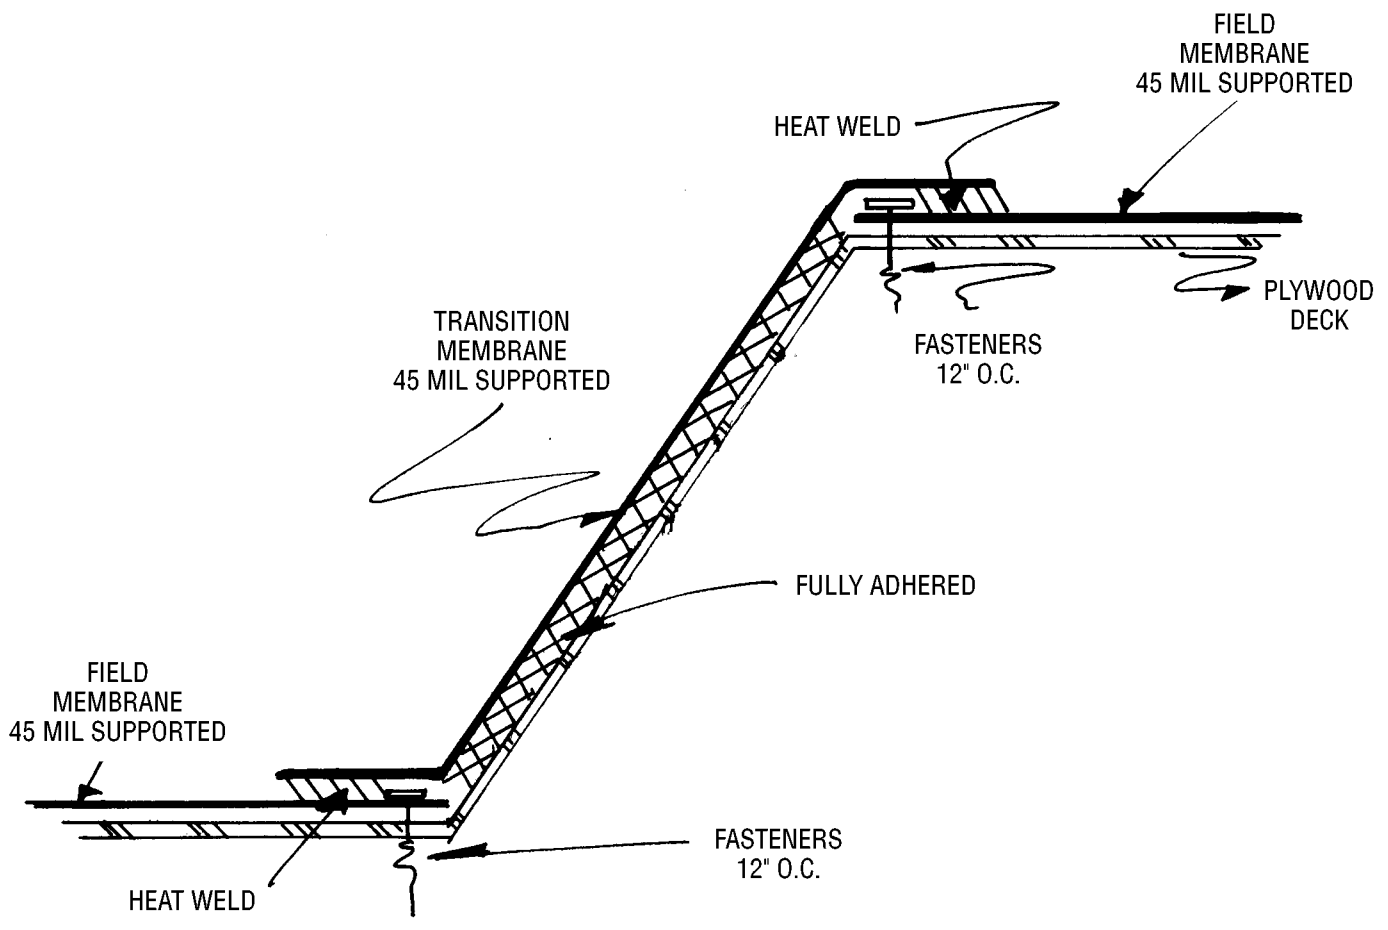 FIELD
MEMBRANE
45 MIL SUPPORTED
HEAT WELD
PLYWOOD
DECK
FASTENERS
12" O.C.
TRANSITION
MEMBRANE
45 MIL SUPPORTED
FULLY ADHERED
FIELD
MEMBRANE
45 MIL SUPPORTED
FASTENERS
12" O.C.
HEAT WELD